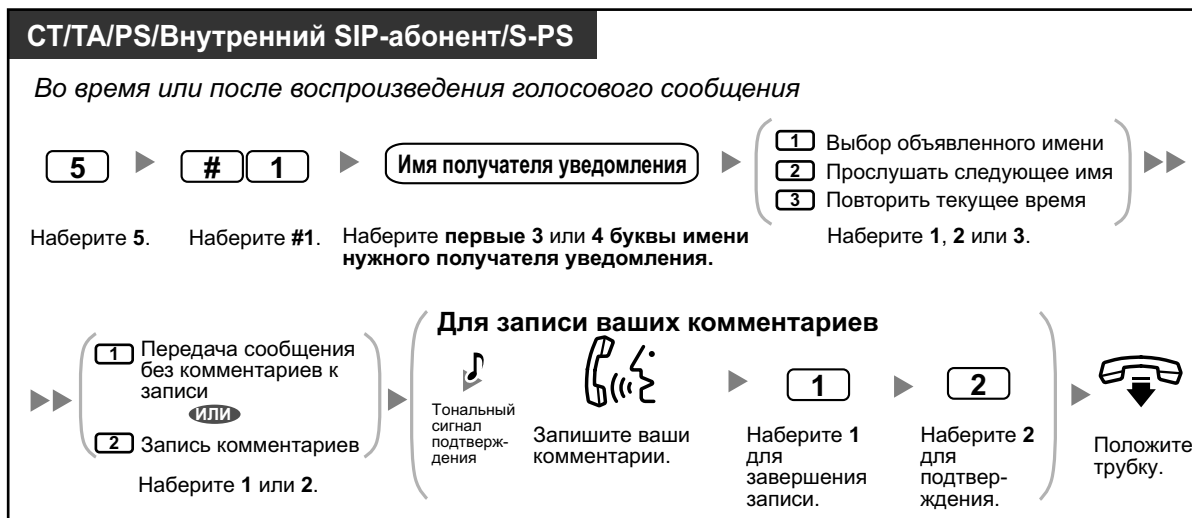 СТ/ТА/PS/Внутренний SIP-абонент/S-PS
Во время или после воспроизведения голосового сообщения
5
# 1
Имя получателя уведомления
1 Выбор объявленного имени
2 Прослушать следующее имя
3 Повторить текущее время
Наберите 5.
Наберите #1.
Наберите первые 3 или 4 буквы имени
нужного получателя уведомления.
Наберите 1, 2 или 3.
1 Передача сообщения
без комментариев к
записи
ИЛИ
2 Запись комментариев
Наберите 1 или 2.
Для записи ваших комментариев
Тональный
сигнал
подтверж-
дения
Запишите ваши
комментарии.
1
Наберите 1
для
завершения
записи.
2
Наберите 2
для
подтвер-
ждения.
Положите
трубку.